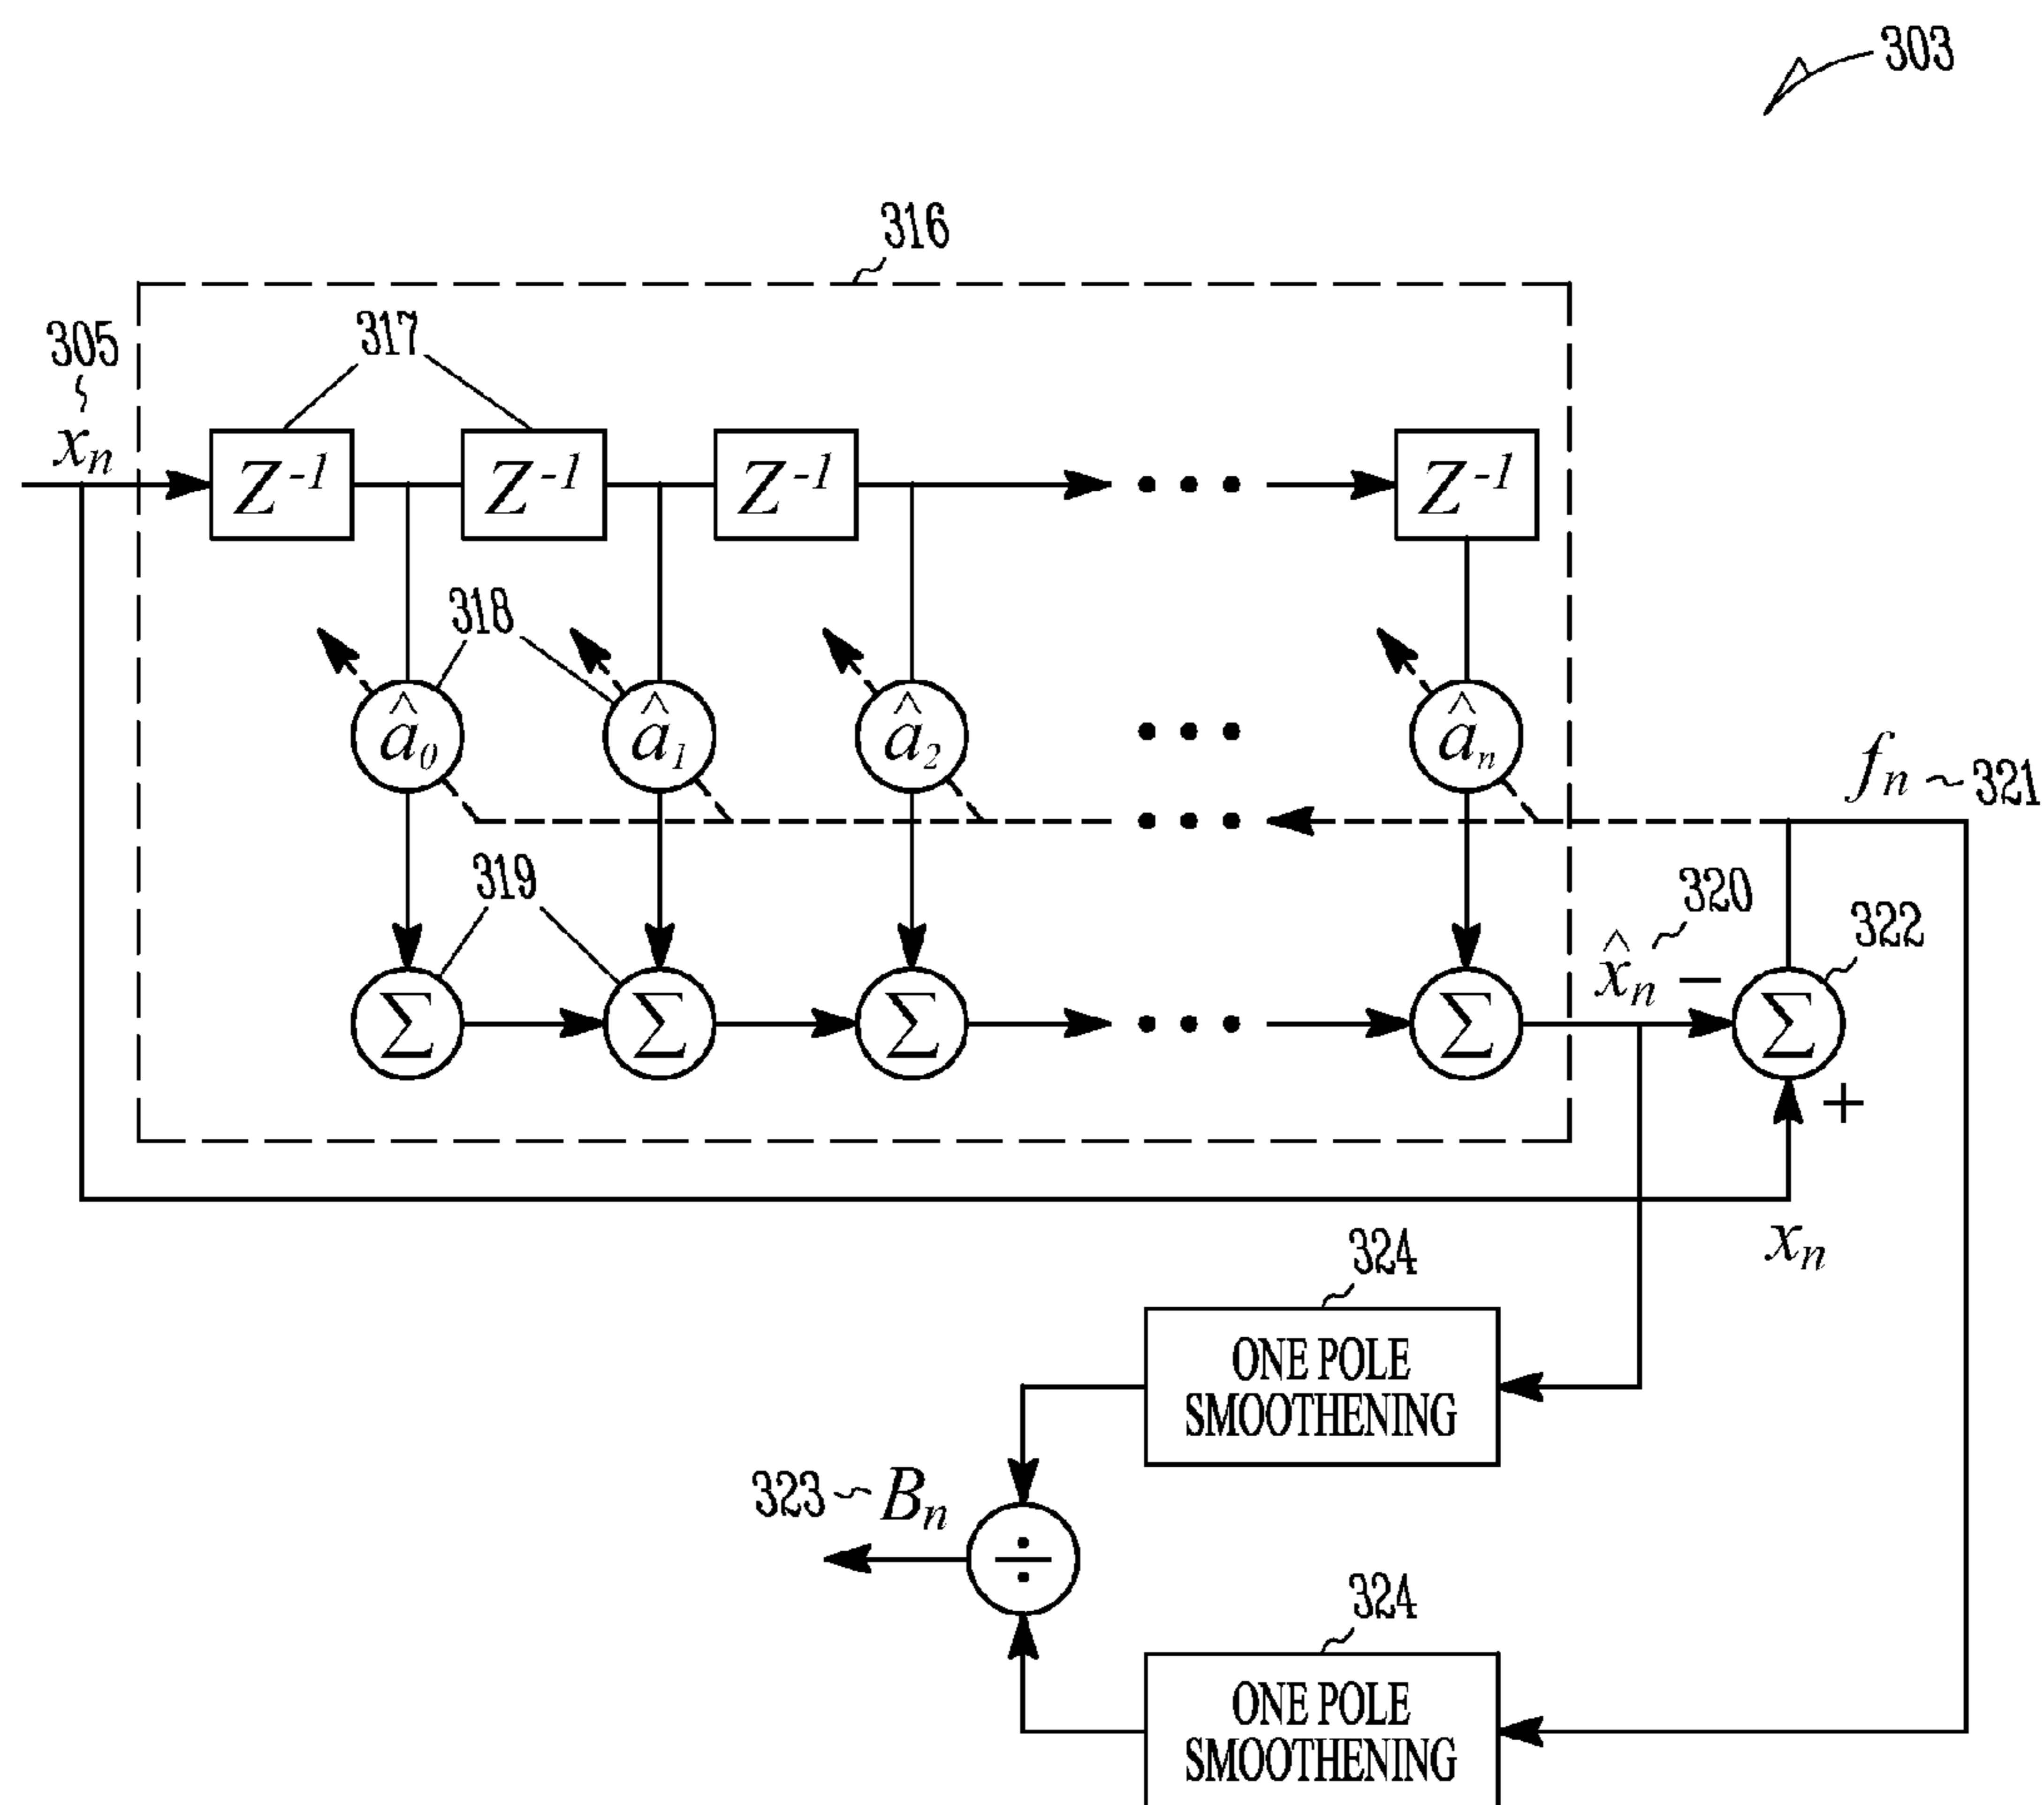 303
316
305
317
xₙ
Z⁻¹ Z⁻¹ Z⁻¹ ••• Z⁻¹
318
â₀ â₁ â₂ ••• âₙ
fₙ ~ 321
•••
319
320
322
x̂ₙ −
Σ Σ Σ ••• Σ Σ
+
xₙ
324
ONE POLE
SMOOTHENING
323 ~ Bₙ
÷
324
ONE POLE
SMOOTHENING